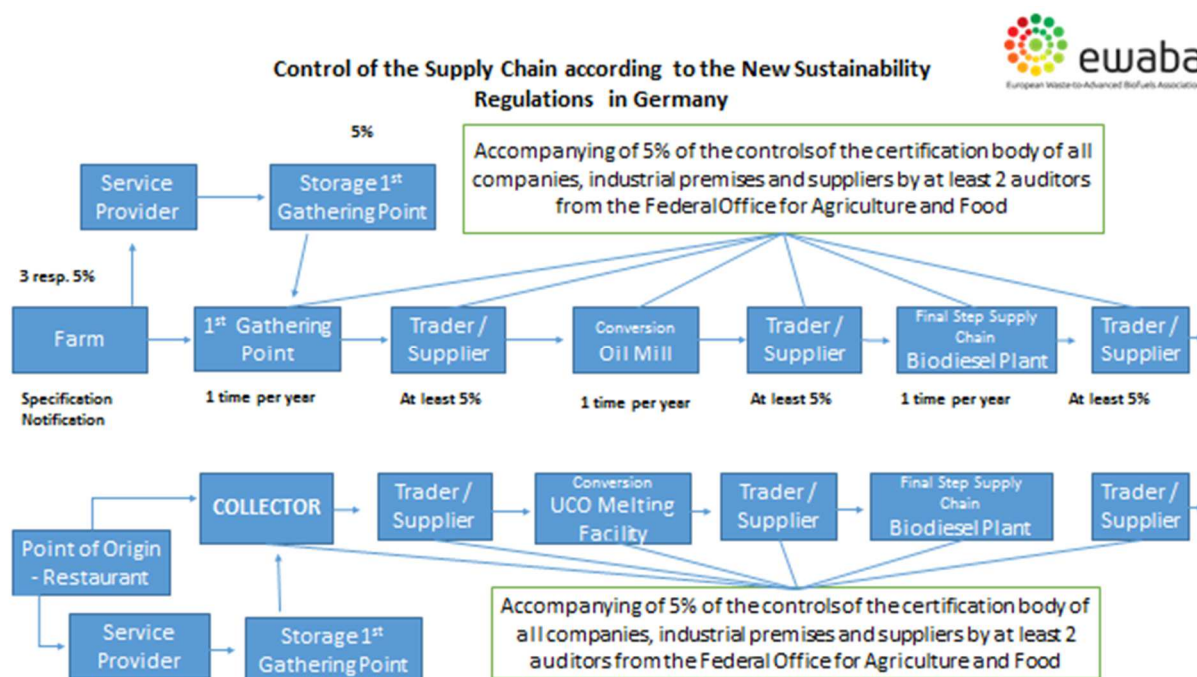 ewaba
European Waste-to-Advanced Biofuels Association
Control of the Supply Chain according to the New Sustainability
Regulations in Germany
5%
Accompanying of 5% of the controls of the certification body of all
companies, industrial premises and suppliers by at least 2 auditors
from the Federal Office for Agriculture and Food
Service
Provider
Storage 1st
Gathering Point
3 resp. 5%
Farm
1st Gathering
Point
Trader /
Supplier
Conversion
Oil Mill
Trader /
Supplier
Final Step Supply
Chain
Biodiesel Plant
Trader /
Supplier
Specification
Notification
1 time per year
At least 5%
1 time per year
At least 5%
1 time per year
At least 5%
COLLECTOR
Trader /
Supplier
Conversion
UCO Melting
Facility
Trader /
Supplier
Final Step Supply
Chain
Biodiesel Plant
Trader /
Supplier
Point of Origin
- Restaurant
Service
Provider
Storage 1st
Gathering Point
Accompanying of 5% of the controls of the certification body of
all companies, industrial premises and suppliers by at least 2
auditors from the Federal Office for Agriculture and Food